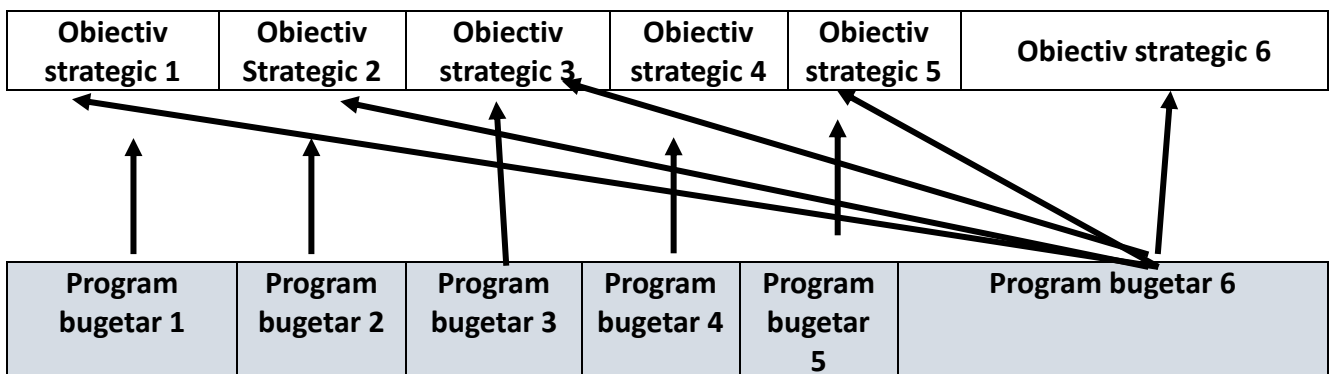 Obiectiv
strategic 1
Obiectiv
Strategic 2
Obiectiv
strategic 3
Obiectiv
strategic 4
Obiectiv
strategic 5
Obiectiv strategic 6
Program
bugetar 1
Program
bugetar 2
Program
bugetar 3
Program
bugetar 4
Program
bugetar
5
Program bugetar 6